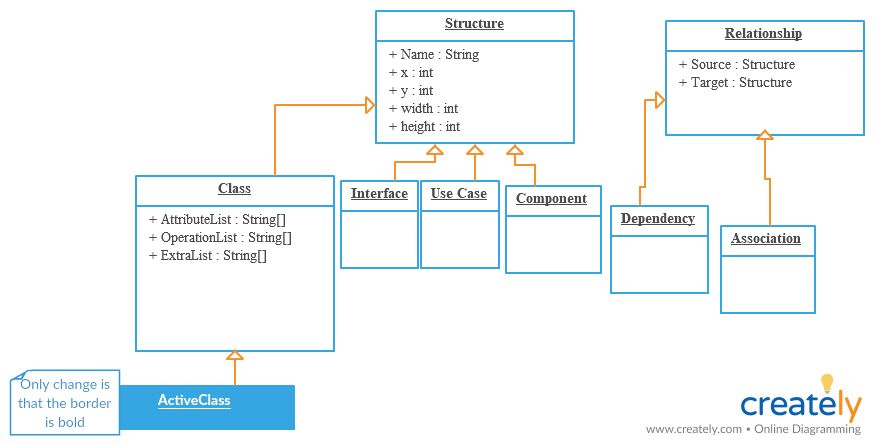 Structure
+ Name : String
+ x : int
+ y : int
+ width : int
+ height : int
Relationship
+ Source : Structure
+ Target : Structure
Class
+ AttributeList : String[]
+ OperationList : String[]
+ ExtraList : String[]
Interface
Use Case
Component
Dependency
Association
Only change is
that the border
is bold
ActiveClass
creately
www.creately.com • Online Diagramming